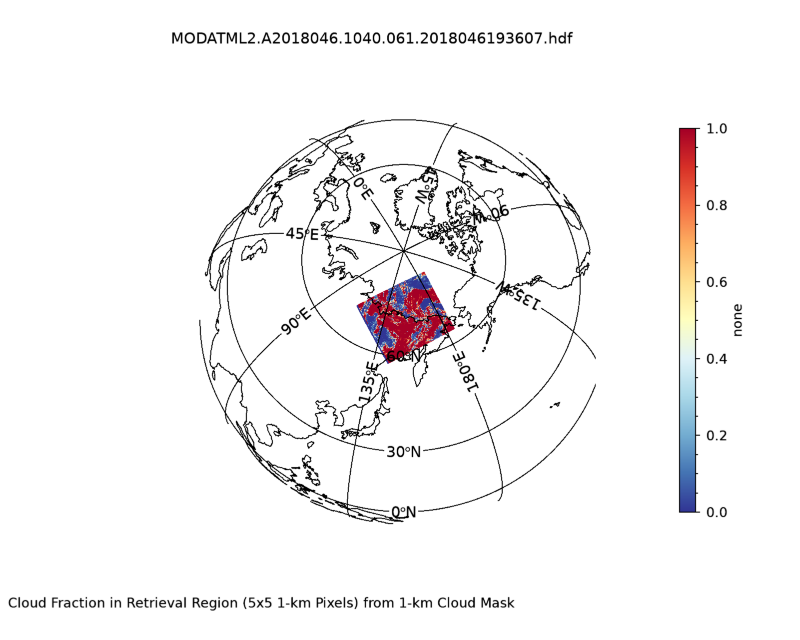 MODATML2.A2018046.1040.061.2018046193607.hdf
0°E
45°W
90°W
45°E
135°W
90°E
60°N
135°E
180°E
30°N
0°N
1.0
0.8
0.6
0.4
0.2
0.0
none
Cloud Fraction in Retrieval Region (5x5 1-km Pixels) from 1-km Cloud Mask